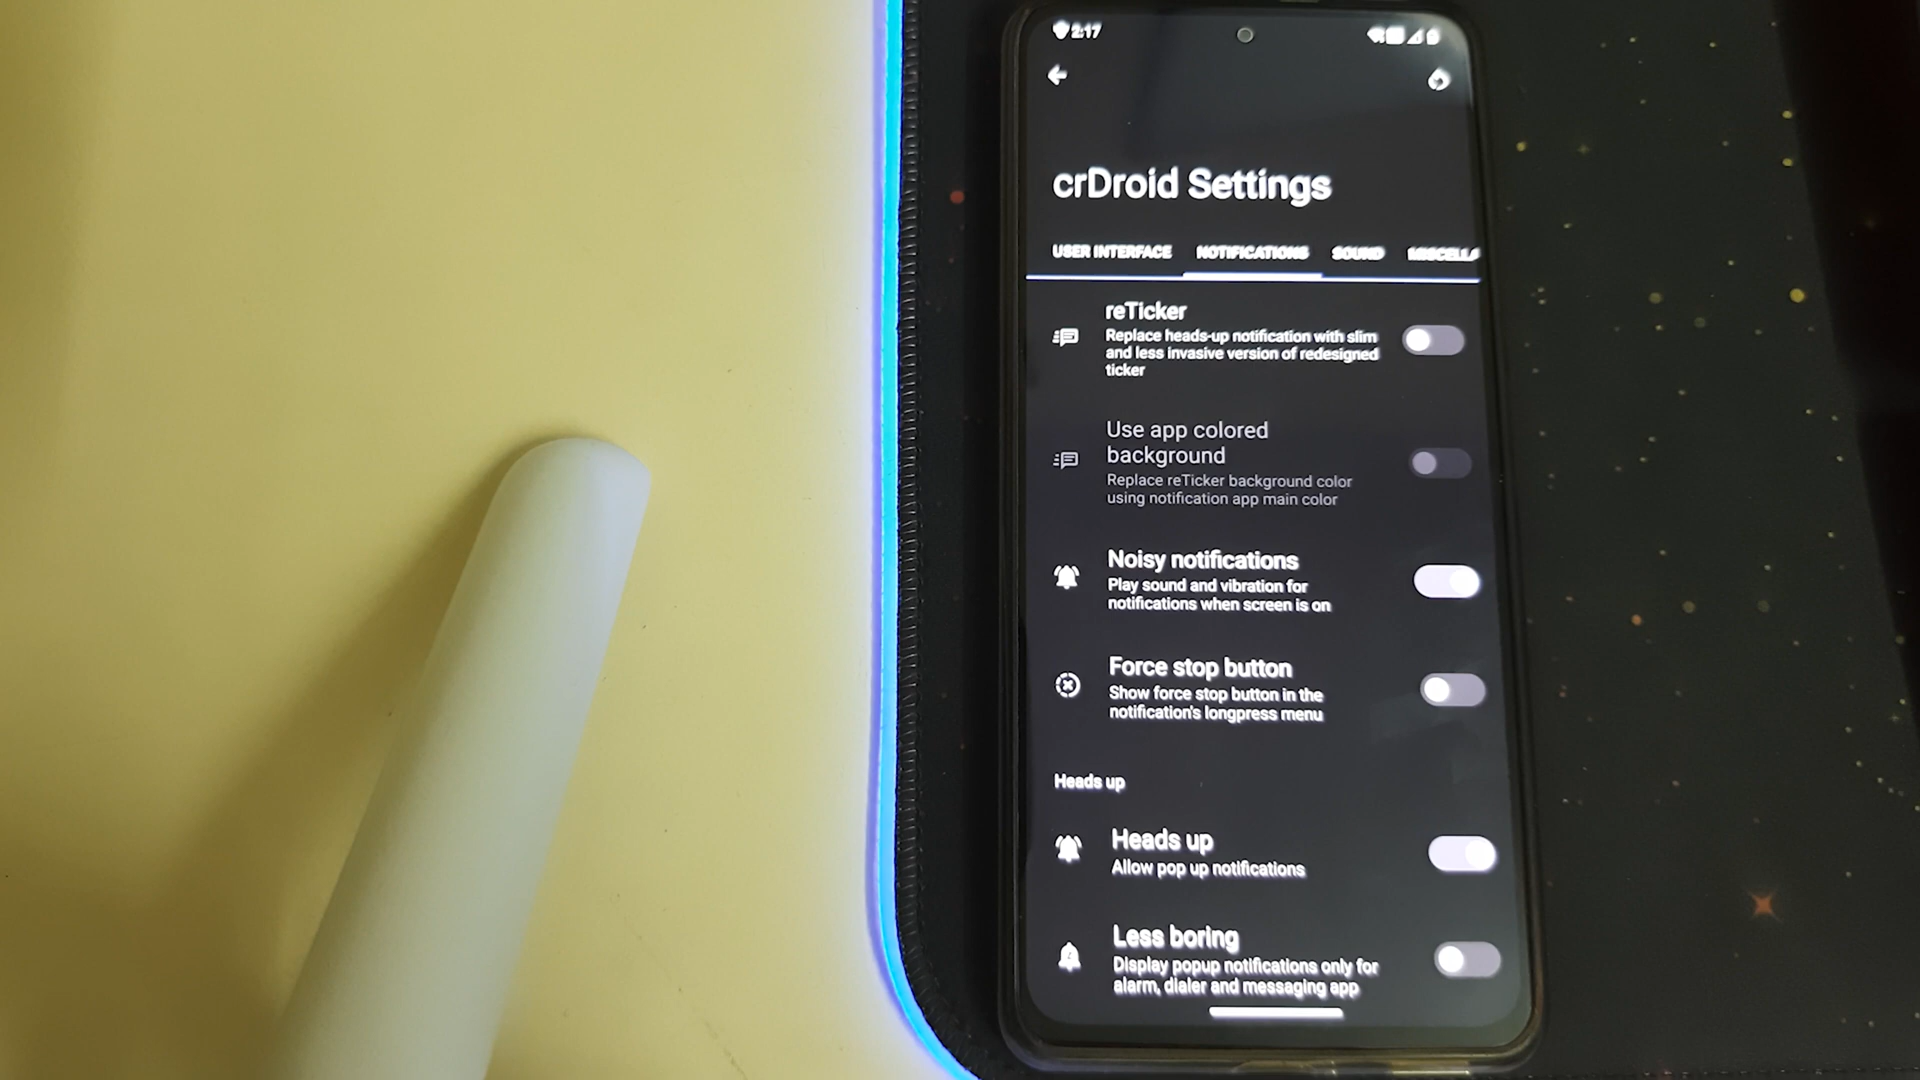 2:17
crDroid Settings
USER INTERFACE NOTIFICATIONS SOUND MISCELLA
reTicker
Replace heads-up notification with slim
and less invasive version of redesigned
ticker
Use app colored
background
Replace reTicker background color
using notification app main color
Noisy notifications
Play sound and vibration for
notifications when screen is on
Force stop button
Show force stop button in the
notification's longpress menu
Heads up
Heads up
Allow pop up notifications
Less boring
Display popup notifications only for
alarm, dialer and messaging app